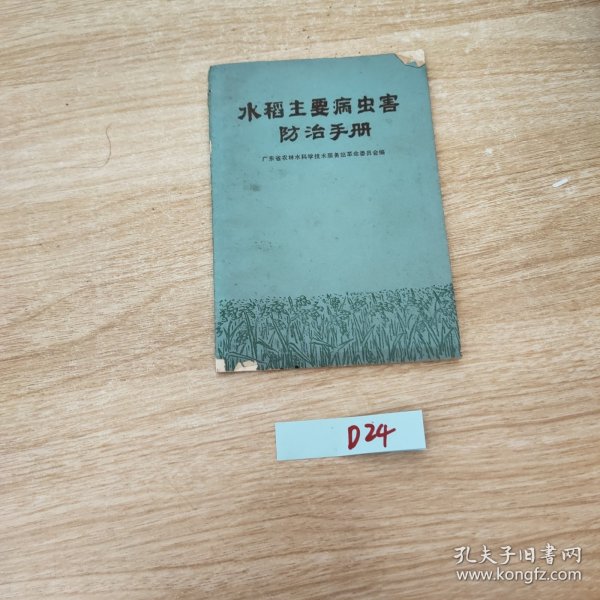 水稻主要病虫害
防治手册
广东省农林水科学技术服务站革命委员会编
D24
孔夫子旧书网
www.kongfz.com